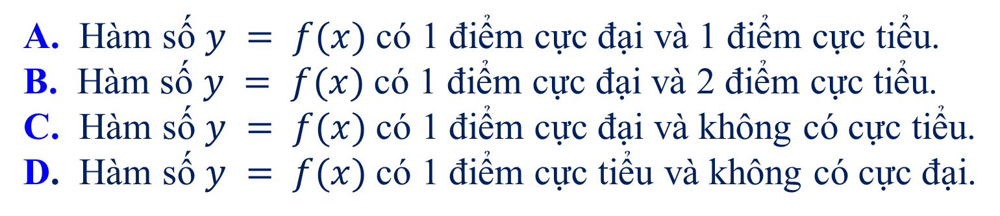 A. Hàm số y = f(x) có 1 điểm cực đại và 1 điểm cực tiểu.
B. Hàm số y = f(x) có 1 điểm cực đại và 2 điểm cực tiểu.
C. Hàm số y = f(x) có 1 điểm cực đại và không có cực tiểu.
D. Hàm số y = f(x) có 1 điểm cực tiểu và không có cực đại.